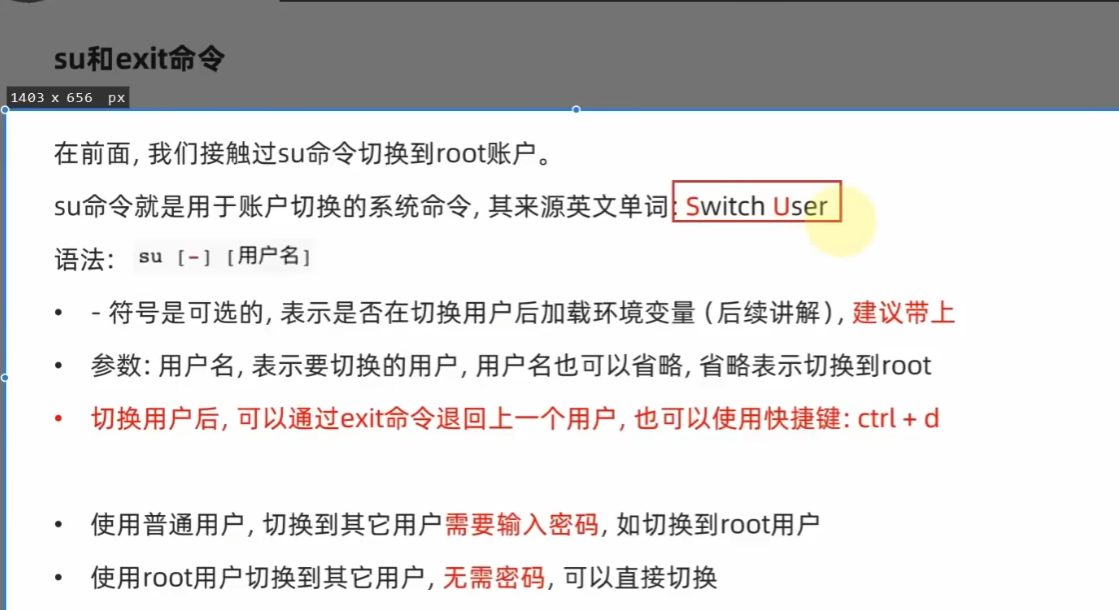 su和exit命令
1403 x 656 px
在前面, 我们接触过su命令切换到root账户。
su命令就是用于账户切换的系统命令, 其来源英文单词: Switch User
语法: su [-] [用户名]
• - 符号是可选的, 表示是否在切换用户后加载环境变量 (后续讲解), 建议带上
• 参数: 用户名, 表示要切换的用户, 用户名也可以省略, 省略表示切换到root
• 切换用户后, 可以通过exit命令退回上一个用户, 也可以使用快捷键: ctrl + d
• 使用普通用户, 切换到其它用户需要输入密码, 如切换到root用户
• 使用root用户切换到其它用户, 无需密码, 可以直接切换